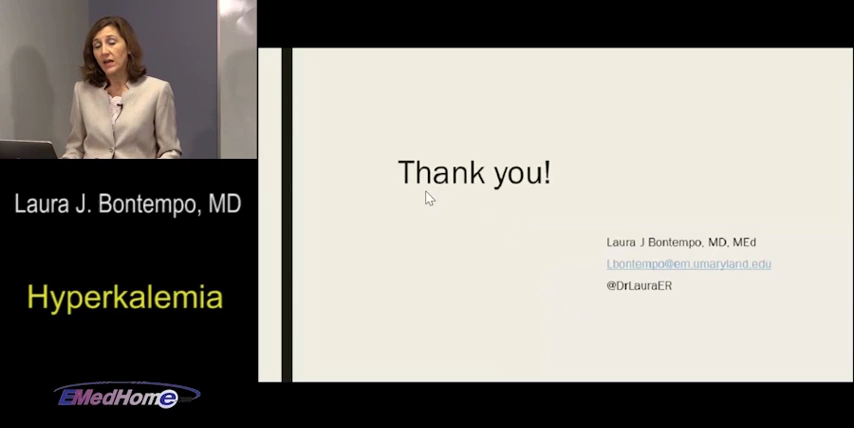 Laura J. Bontempo, MD
Hyperkalemia
EMedHome
Thank you!
Laura J Bontempo, MD, MEd
Lbontempo@em.umaryland.edu
@DrLauraER